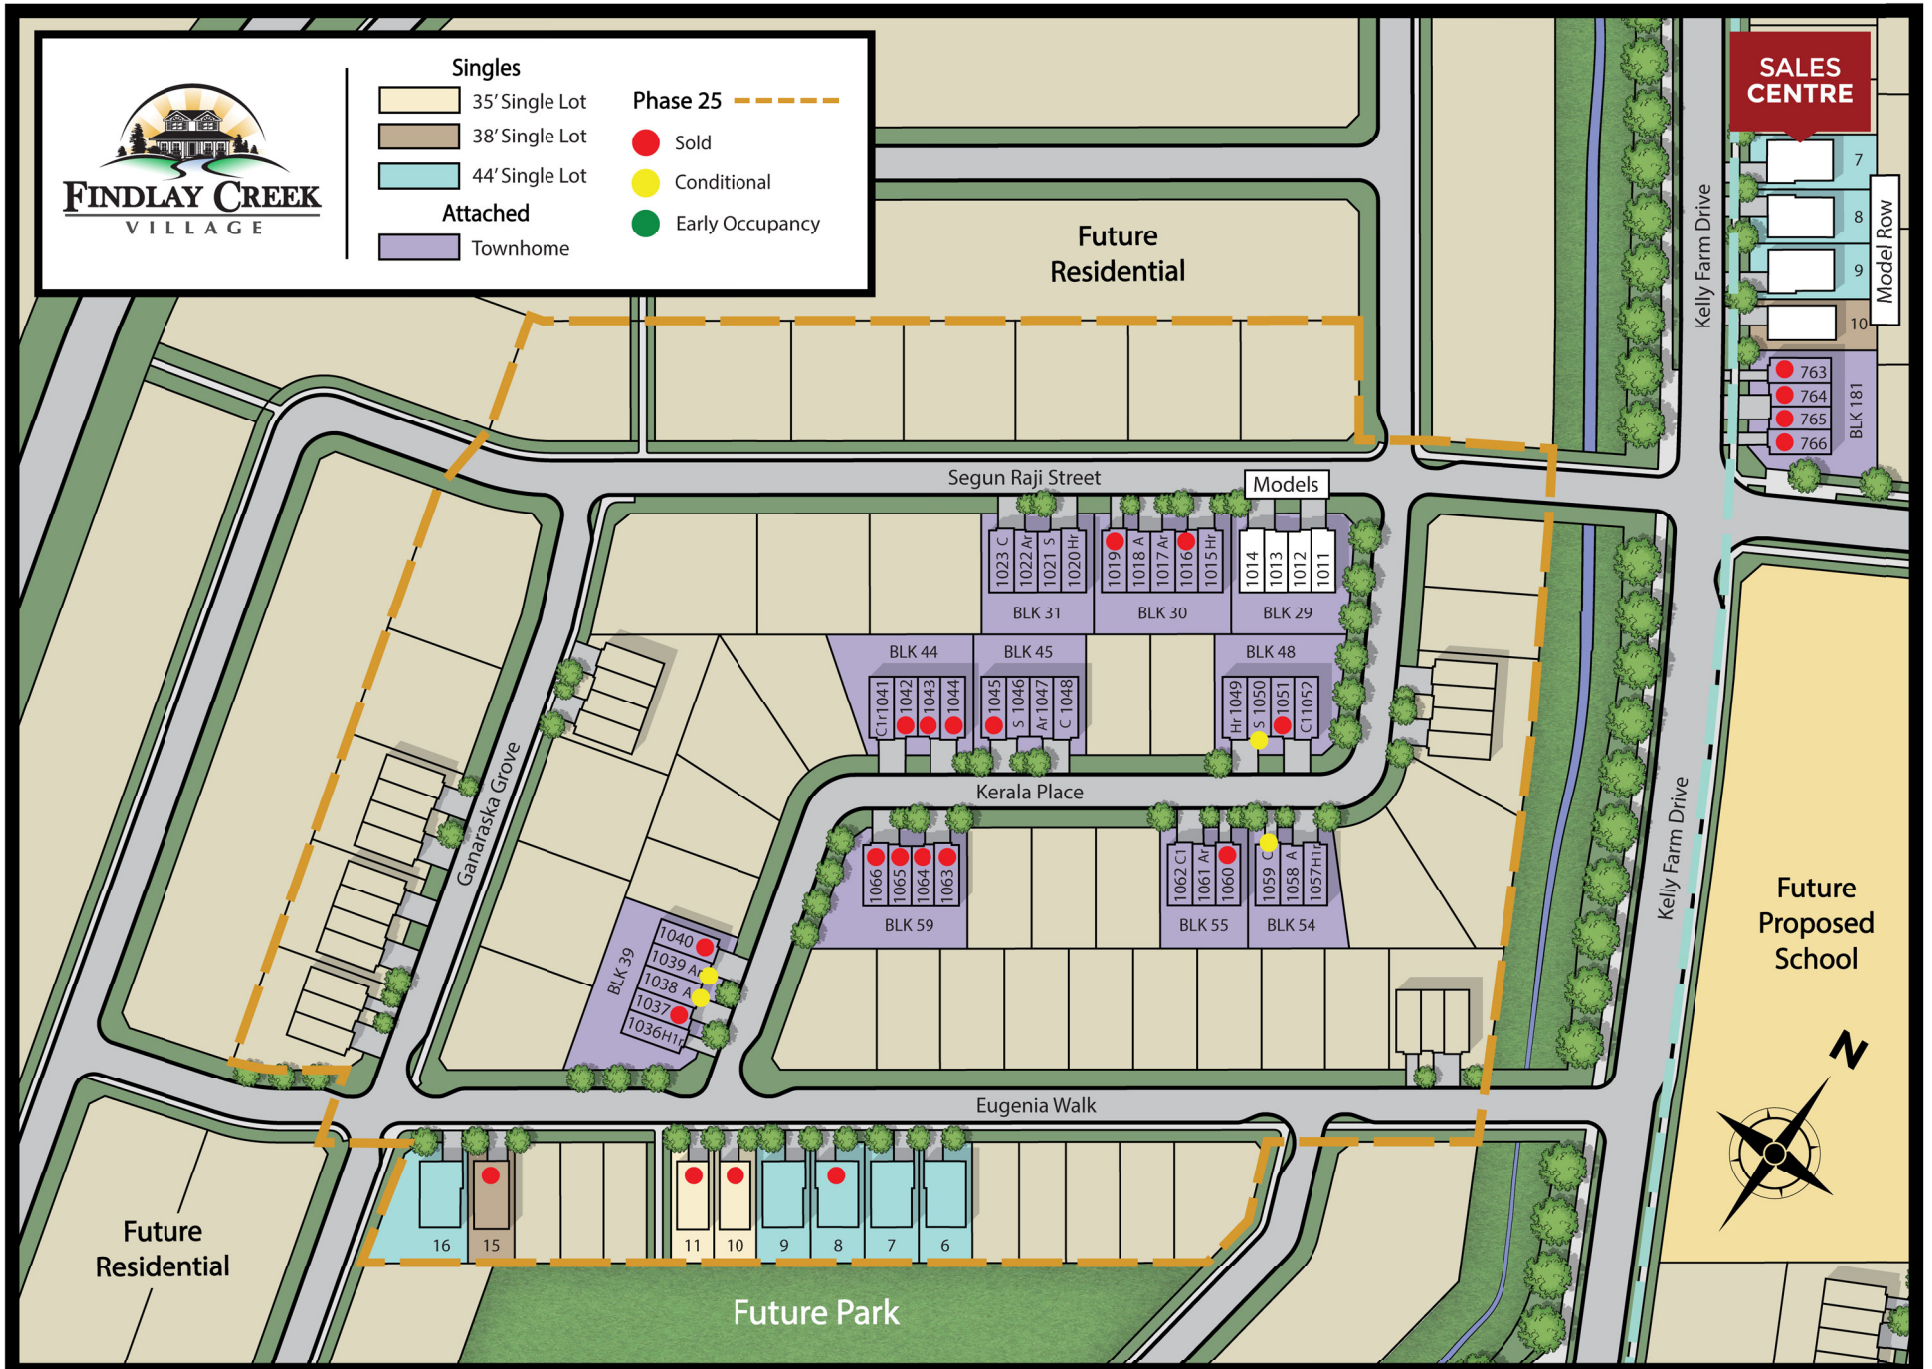 FINDLAY CREEK
VILLAGE
Singles
35' Single Lot
38' Single Lot
44' Single Lot
Attached
Townhome
Phase 25
Sold
Conditional
Early Occupancy
SALES
CENTRE
7
8
9
10
Model Row
763
764
765
766
BLK 181
Kelly Farm Drive
Future
Residential
Segun Raji Street
Models
1023 C
1022 Ar
1021 S
1020 Hr
BLK 31
1019
1018 A
1017 Ar
1016
1015 Hr
BLK 30
1014
1013
1012
1011
BLK 29
BLK 44
C1r 1041
1042
1043
1044
BLK 45
1045
S 1046
Ar 1047
C 1048
BLK 48
Hr 1049
S 1050
1051
C1 1052
Kerala Place
Ganaraska Grove
1066
1065
1064
1063
BLK 59
1062 C1
1061 Ar
1060
BLK 55
1059 C
1058 A
1057 H1r
BLK 54
BLK 39
1040
1039 Ar
1038 A
1037
1036 H1r
Kelly Farm Drive
Future
Proposed
School
N
Eugenia Walk
16
15
11
10
9
8
7
6
Future
Residential
Future Park